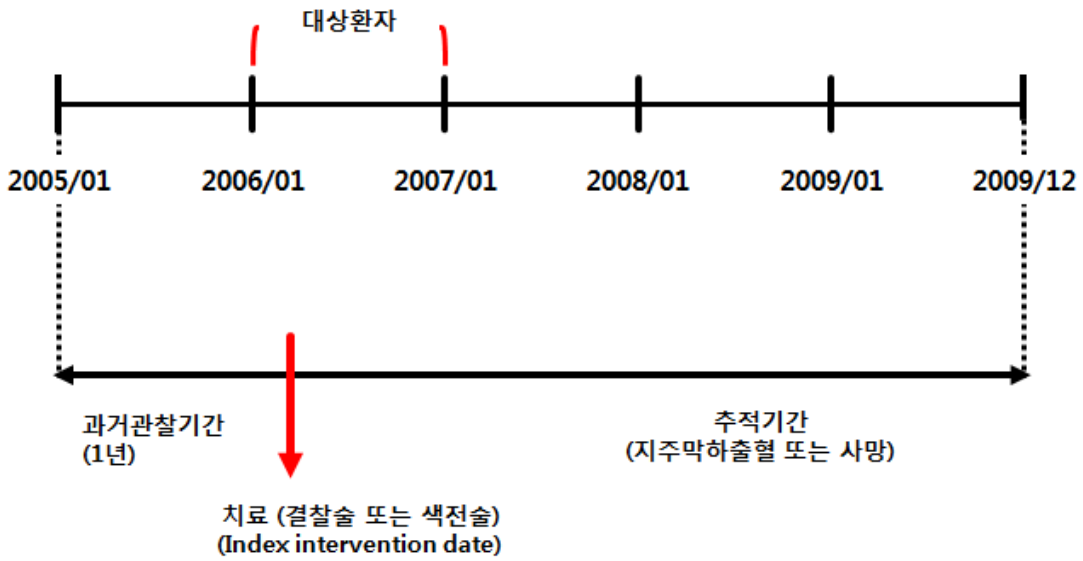 대상환자
2005/01 2006/01 2007/01 2008/01 2009/01 2009/12
과거관찰기간
(1년)
추적기간
(지주막하출혈 또는 사망)
치료 (결찰술 또는 색전술)
(Index intervention date)